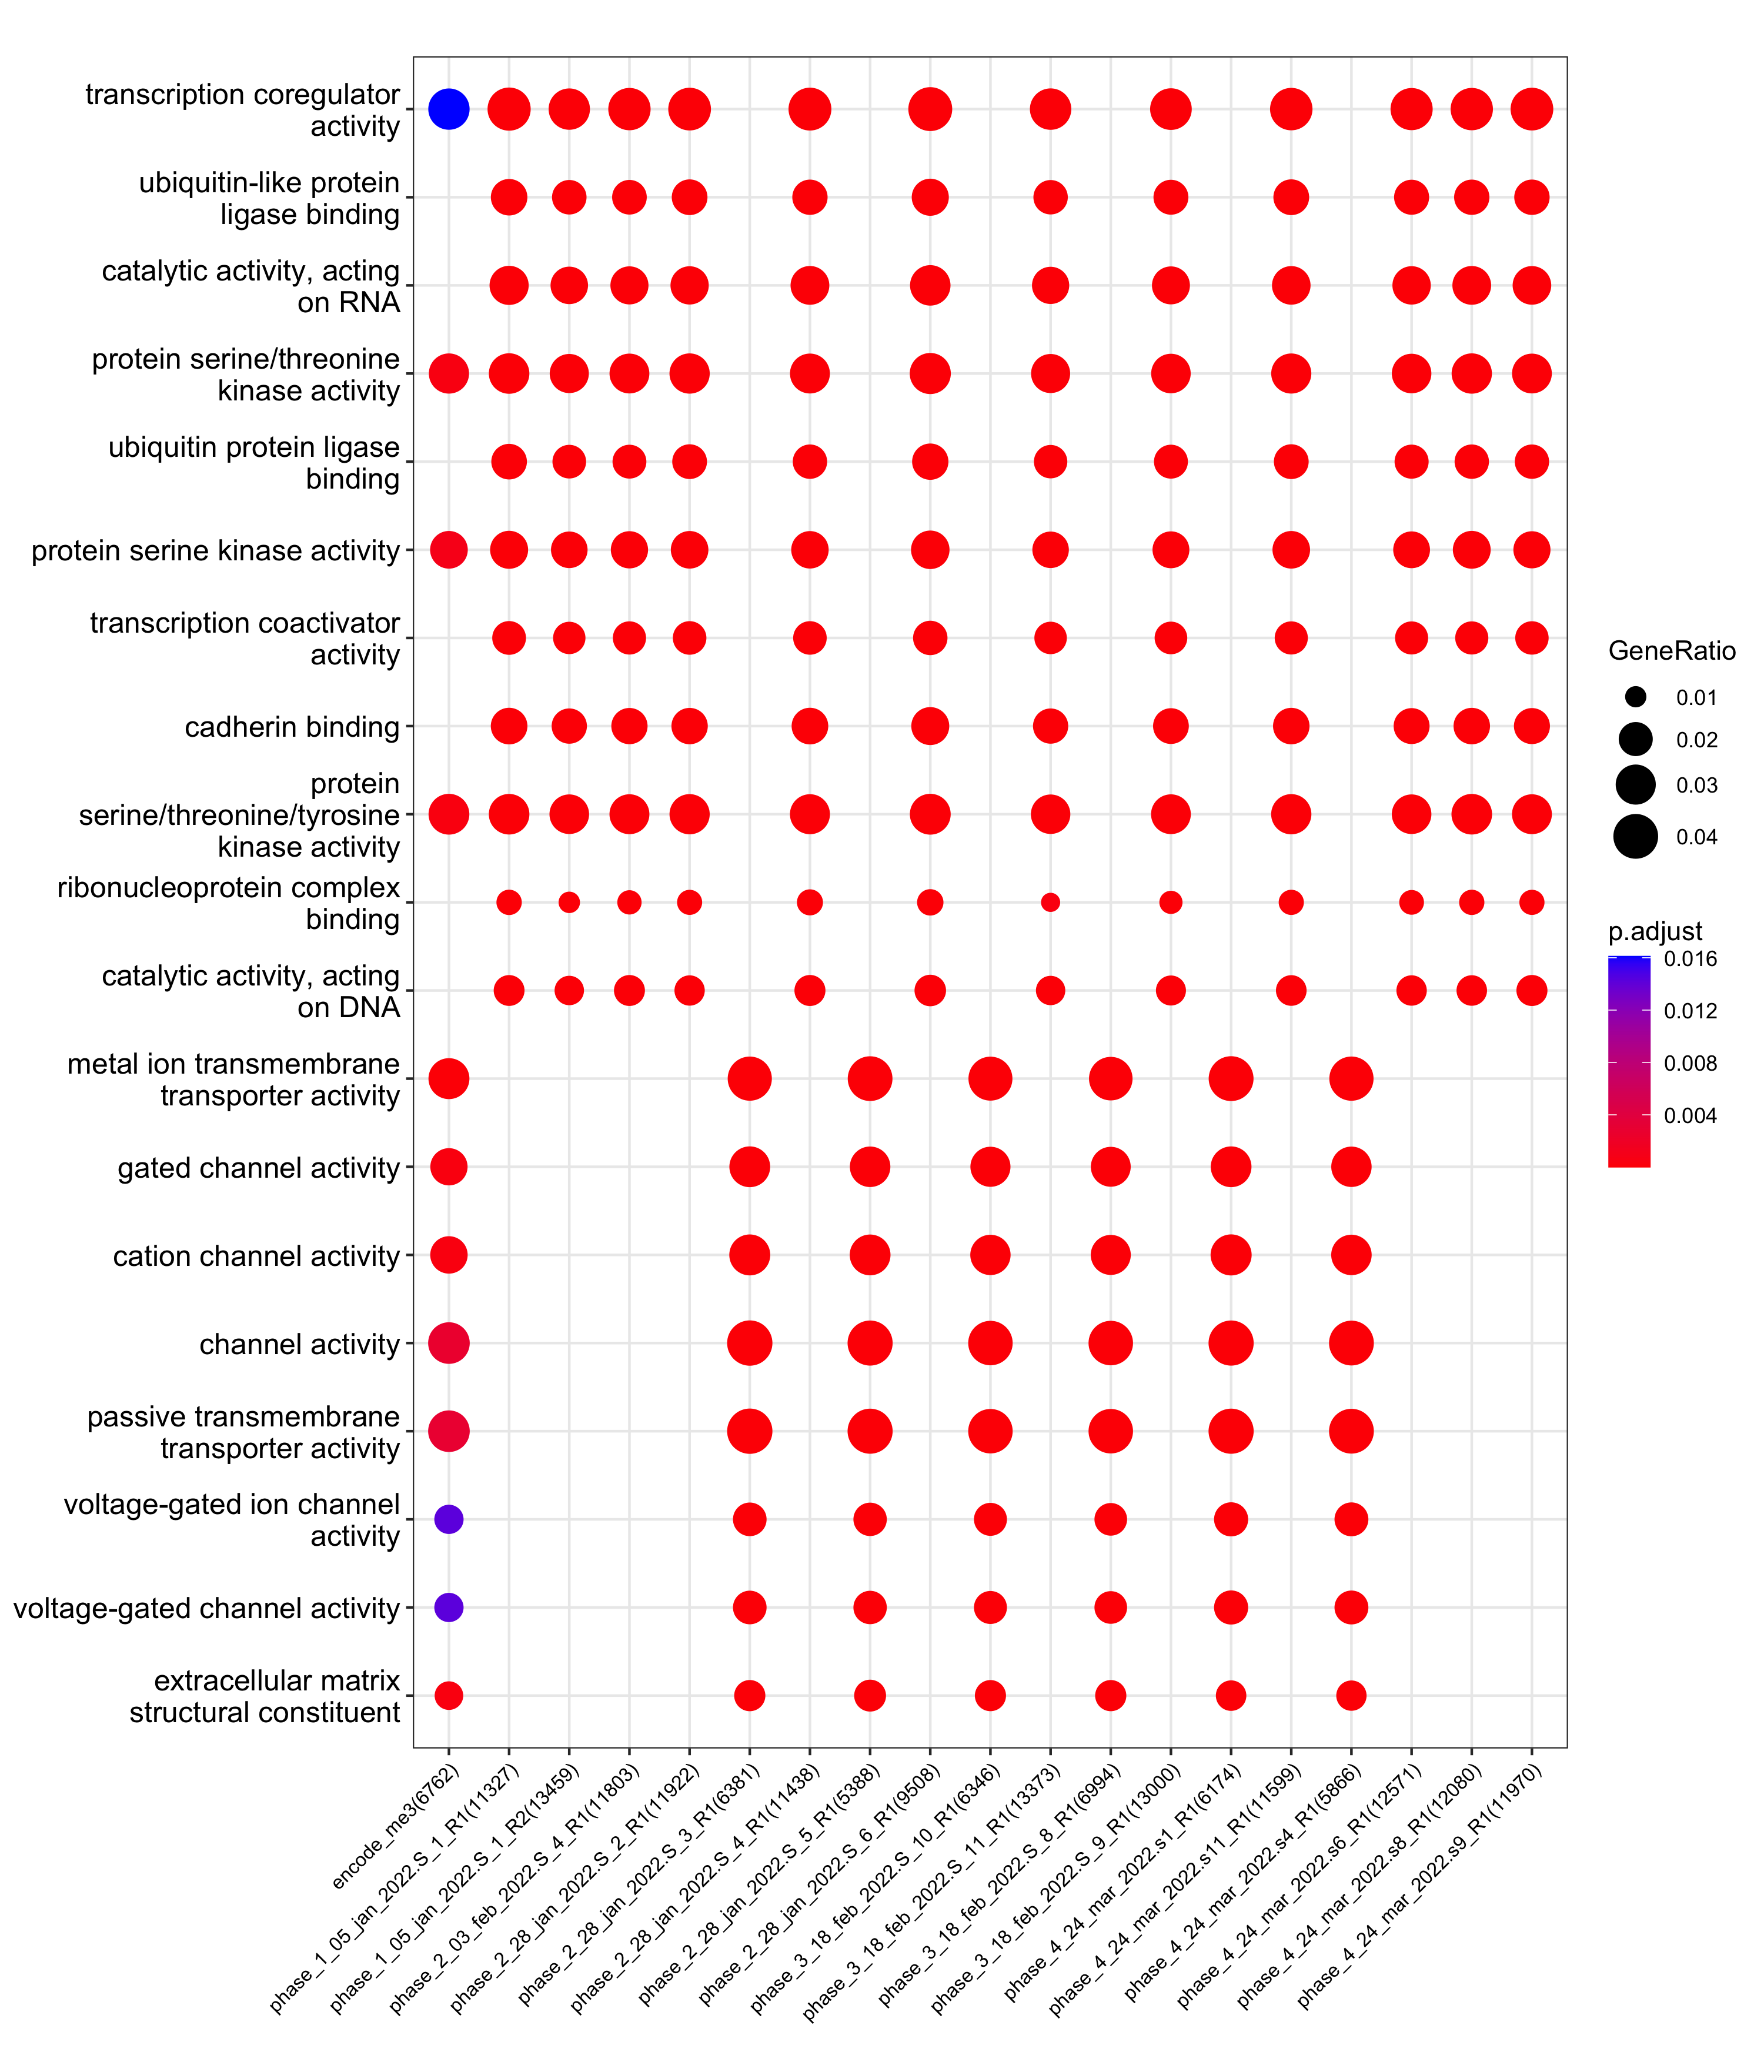 transcription coregulator
activity
ubiquitin-like protein
ligase binding
catalytic activity, acting
on RNA
protein serine/threonine
kinase activity
ubiquitin protein ligase
binding
protein serine kinase activity
transcription coactivator
activity
cadherin binding
protein
serine/threonine/tyrosine
kinase activity
ribonucleoprotein complex
binding
catalytic activity, acting
on DNA
metal ion transmembrane
transporter activity
gated channel activity
cation channel activity
channel activity
passive transmembrane
transporter activity
voltage-gated ion channel
activity
voltage-gated channel activity
extracellular matrix
structural constituent
encode_me3(6762)
phase_1_05_jan_2022.S_1_R1(11327)
phase_1_05_jan_2022.S_1_R2(13459)
phase_2_03_feb_2022.S_4_R1(11803)
phase_2_28_jan_2022.S_2_R1(11922)
phase_2_28_jan_2022.S_3_R1(6381)
phase_2_28_jan_2022.S_4_R1(11438)
phase_2_28_jan_2022.S_5_R1(5388)
phase_2_28_jan_2022.S_6_R1(9508)
phase_3_18_feb_2022.S_10_R1(6346)
phase_3_18_feb_2022.S_11_R1(13373)
phase_3_18_feb_2022.S_8_R1(6994)
phase_3_18_feb_2022.S_9_R1(13000)
phase_4_24_mar_2022.s1_R1(6174)
phase_4_24_mar_2022.s11_R1(11599)
phase_4_24_mar_2022.s4_R1(5866)
phase_4_24_mar_2022.s6_R1(12571)
phase_4_24_mar_2022.s8_R1(12080)
phase_4_24_mar_2022.s9_R1(11970)
GeneRatio
0.01
0.02
0.03
0.04
p.adjust
0.016
0.012
0.008
0.004